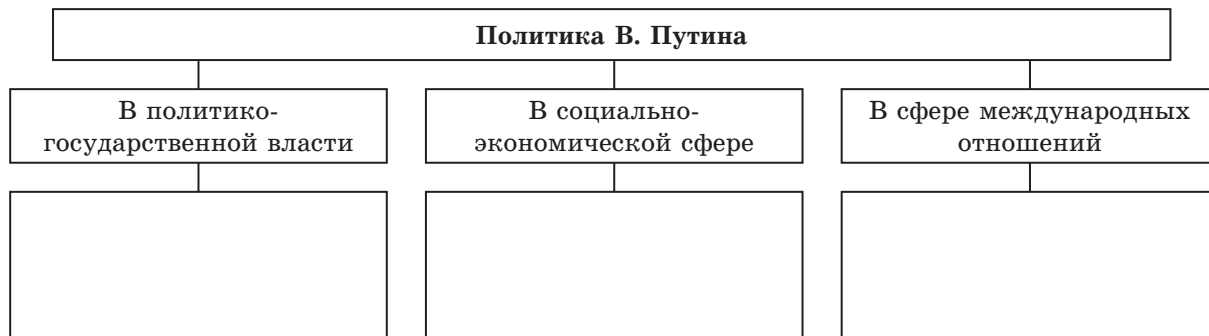 Политика В. Путина
В политико-
государственной власти
В социально-
экономической сфере
В сфере международных
отношений